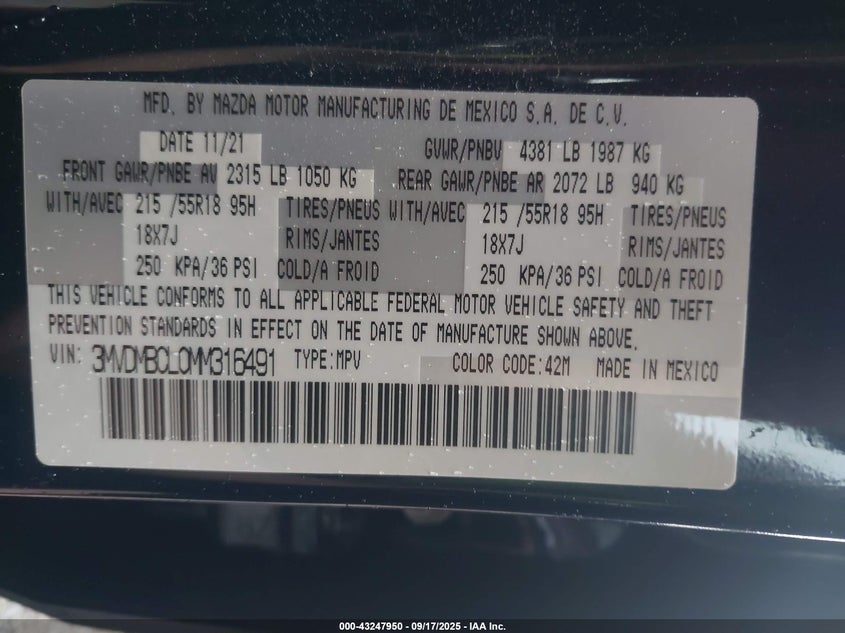 MFD. BY MAZDA MOTOR MANUFACTURING DE MEXICO S.A. DE C.V.
DATE 11/21 GVWR/PNBV 4381 LB 1987 KG
FRONT GAWR/PNBE AV 2315 LB 1050 KG REAR GAWR/PNBE AR 2072 LB 940 KG
WITH/AVEC 215 /55R18 95H TIRES/PNEUS WITH/AVEC 215 /55R18 95H TIRES/PNEUS
18X7J RIMS/JANTES 18X7J RIMS/JANTES
250 KPA/36 PSI COLD/A FROID 250 KPA/36 PSI COLD/A FROID
THIS VEHICLE CONFORMS TO ALL APPLICABLE FEDERAL MOTOR VEHICLE SAFETY AND THEFT
PREVENTION STANDARDS IN EFFECT ON THE DATE OF MANUFACTURE SHOWN ABOVE.
VIN: 3MVDMBCL0MM316491 TYPE:MPV COLOR CODE:42M MADE IN MEXICO
000-43247950 - 09/17/2025 - IAA Inc.